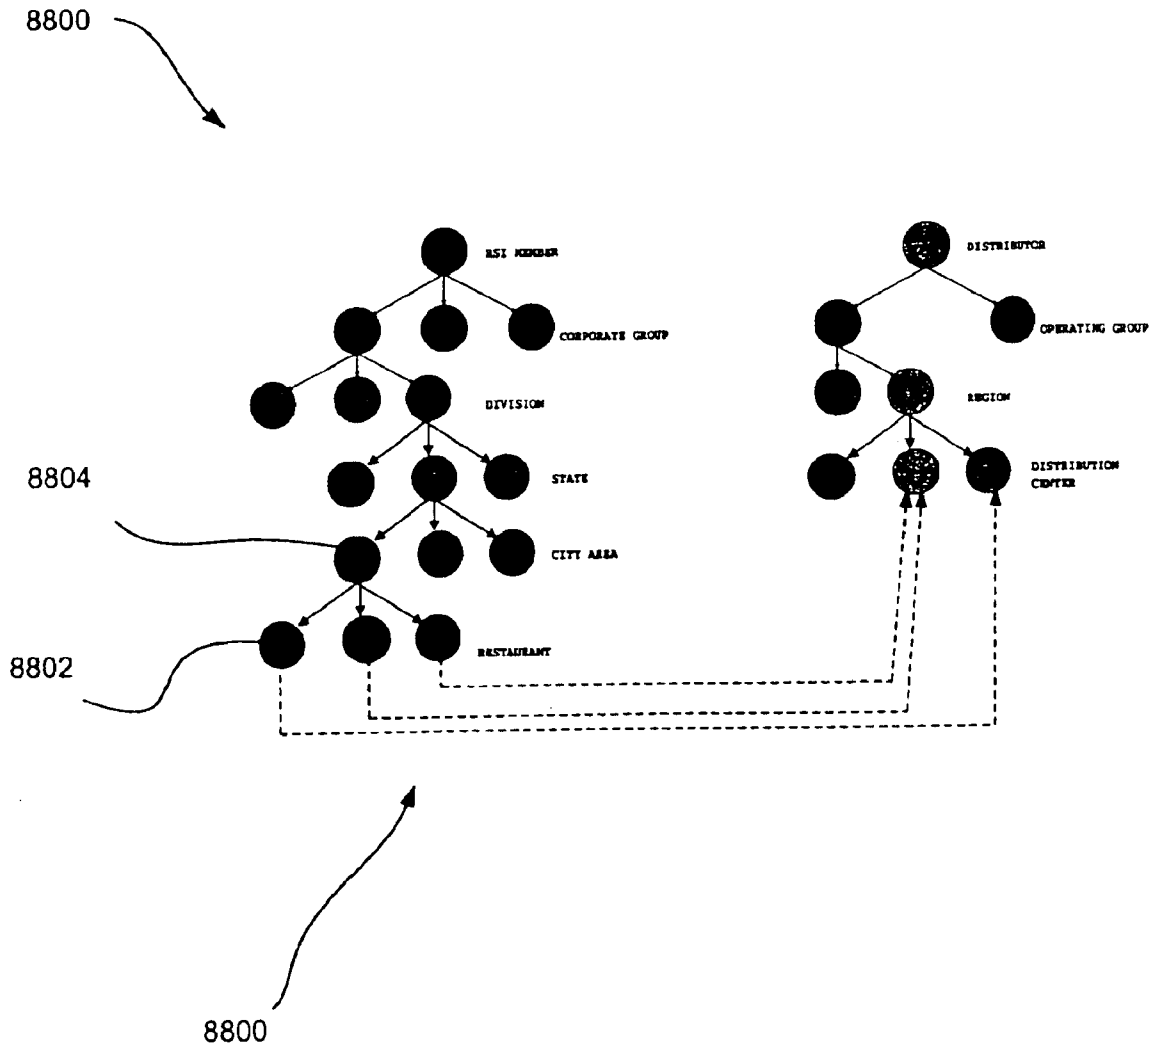 8800
RSI MEMBER
DISTRIBUTOR
CORPORATE GROUP
OPERATING GROUP
DIVISION
REGION
8804
STATE
DISTRIBUTION
CENTER
CITY AREA
8802
RESTAURANT
8800